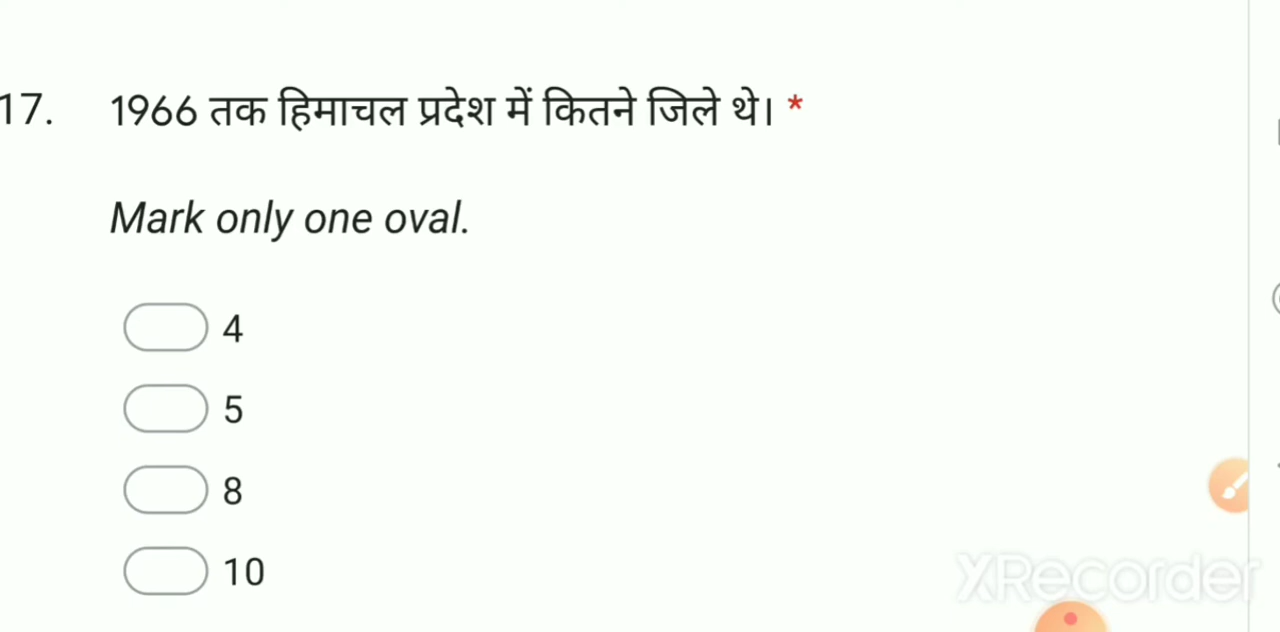 17. 1966 तक हिमाचल प्रदेश में कितने जिले थे। *
Mark only one oval.
4
5
8
10
XRecorder